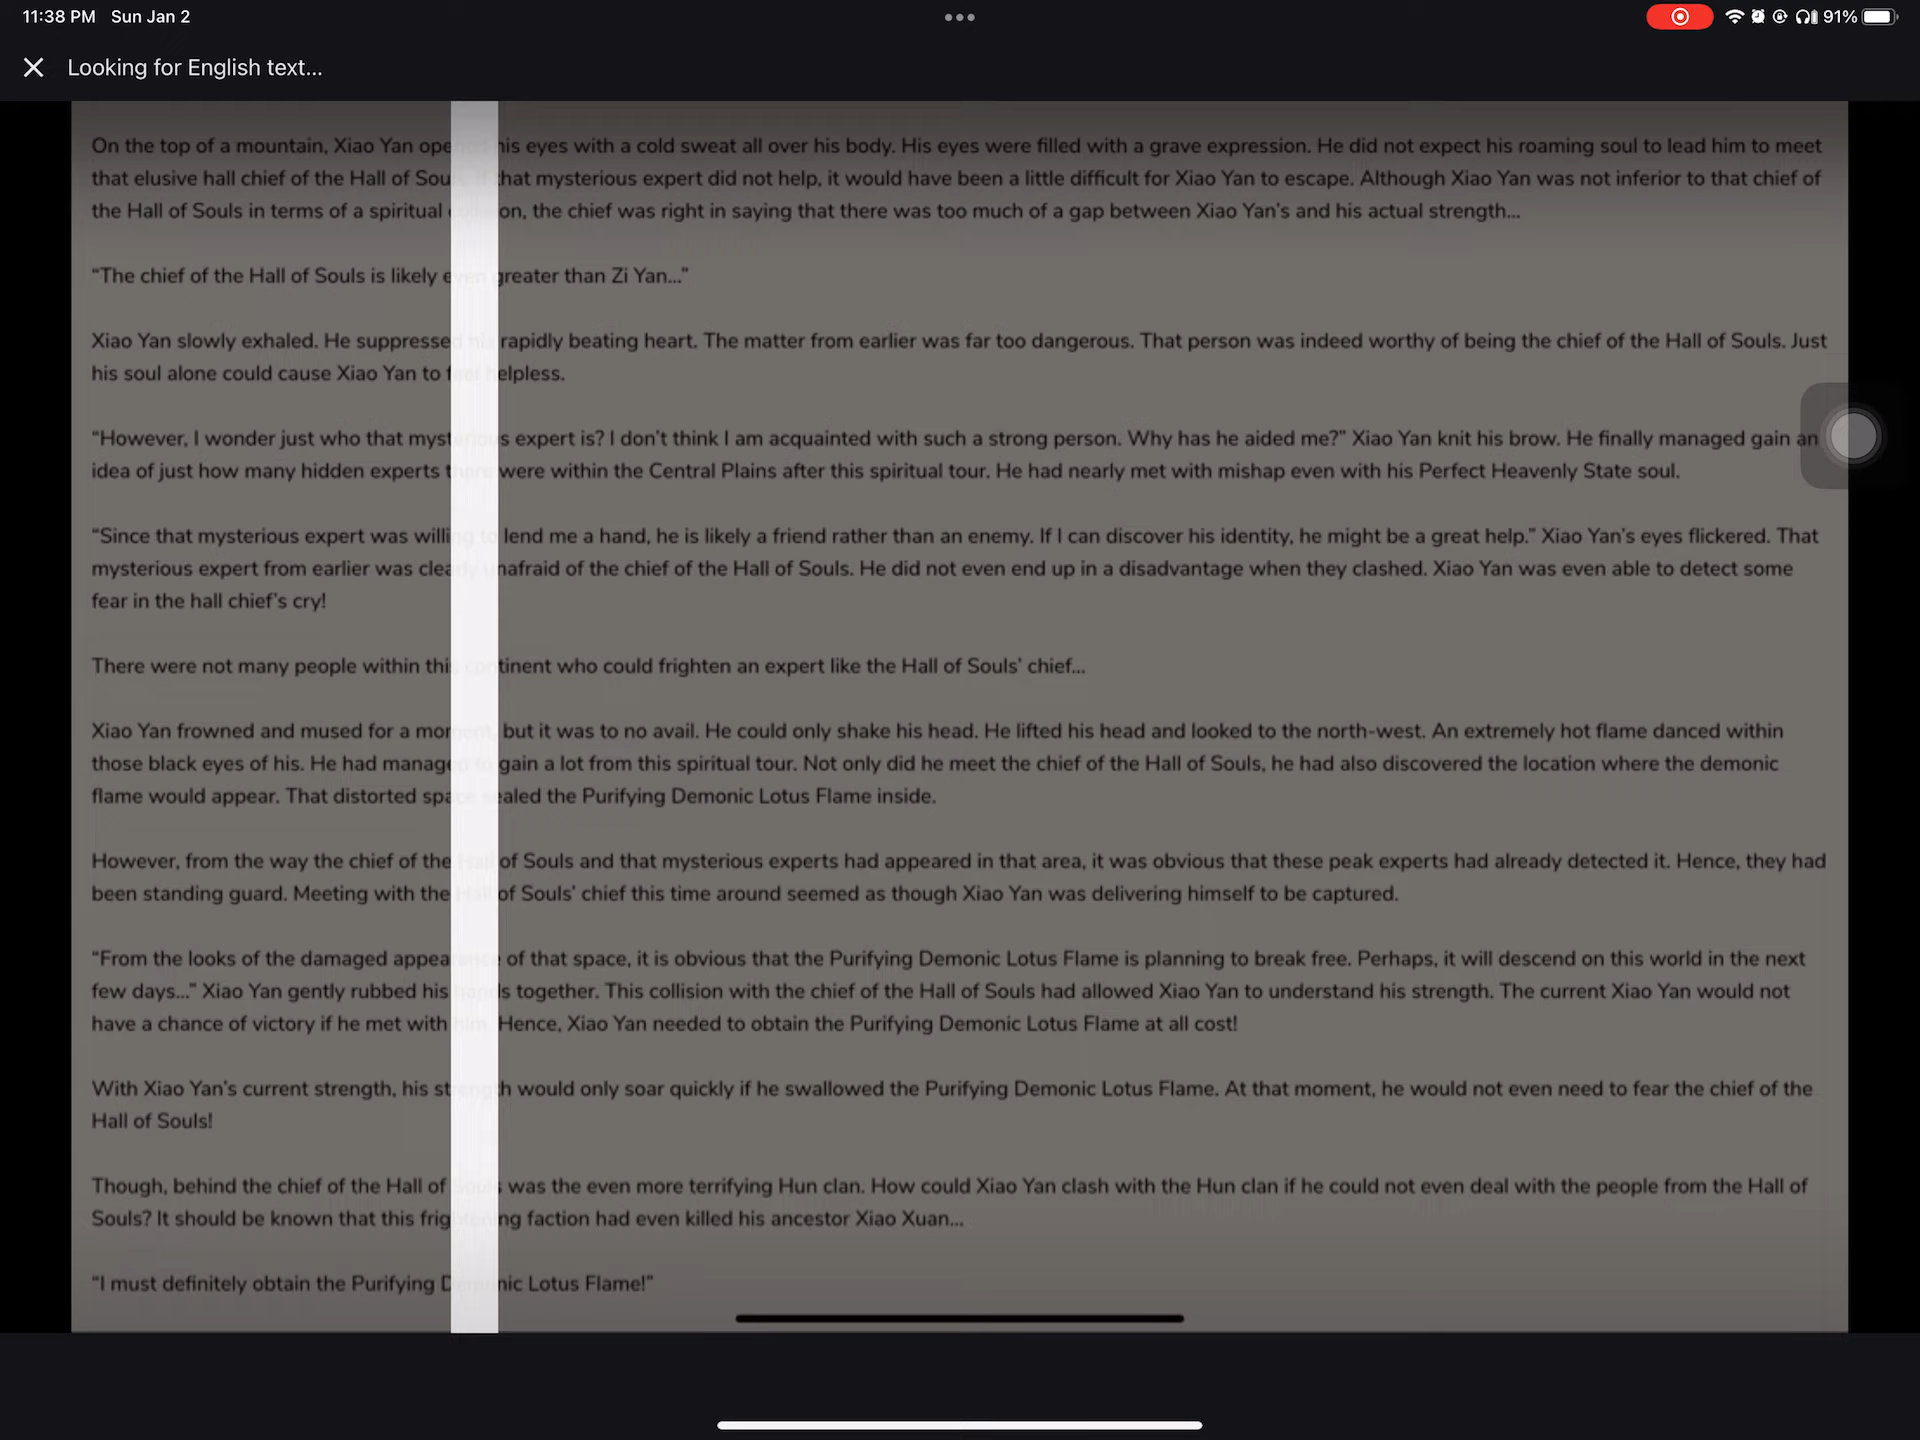 11:38 PM Sun Jan 2
91%
Looking for English text...
On the top of a mountain, Xiao Yan opened his eyes with a cold sweat all over his body. His eyes were filled with a grave expression. He did not expect his roaming soul to lead him to meet
that elusive hall chief of the Hall of Souls. If that mysterious expert did not help, it would have been a little difficult for Xiao Yan to escape. Although Xiao Yan was not inferior to that chief of
the Hall of Souls in terms of a spiritual collision, the chief was right in saying that there was too much of a gap between Xiao Yan’s and his actual strength...
“The chief of the Hall of Souls is likely even greater than Zi Yan...”
Xiao Yan slowly exhaled. He suppressed his rapidly beating heart. The matter from earlier was far too dangerous. That person was indeed worthy of being the chief of the Hall of Souls. Just
his soul alone could cause Xiao Yan to feel helpless.
“However, I wonder just who that mysterious expert is? I don’t think I am acquainted with such a strong person. Why has he aided me?” Xiao Yan knit his brow. He finally managed gain an
idea of just how many hidden experts there were within the Central Plains after this spiritual tour. He had nearly met with mishap even with his Perfect Heavenly State soul.
“Since that mysterious expert was willing to lend me a hand, he is likely a friend rather than an enemy. If I can discover his identity, he might be a great help.” Xiao Yan’s eyes flickered. That
mysterious expert from earlier was clearly unafraid of the chief of the Hall of Souls. He did not even end up in a disadvantage when they clashed. Xiao Yan was even able to detect some
fear in the hall chief’s cry!
There were not many people within this continent who could frighten an expert like the Hall of Souls’ chief...
Xiao Yan frowned and mused for a moment, but it was to no avail. He could only shake his head. He lifted his head and looked to the north-west. An extremely hot flame danced within
those black eyes of his. He had managed to gain a lot from this spiritual tour. Not only did he meet the chief of the Hall of Souls, he had also discovered the location where the demonic
flame would appear. That distorted space sealed the Purifying Demonic Lotus Flame inside.
However, from the way the chief of the Hall of Souls and that mysterious experts had appeared in that area, it was obvious that these peak experts had already detected it. Hence, they had
been standing guard. Meeting with the Hall of Souls’ chief this time around seemed as though Xiao Yan was delivering himself to be captured.
“From the looks of the damaged appearance of that space, it is obvious that the Purifying Demonic Lotus Flame is planning to break free. Perhaps, it will descend on this world in the next
few days...” Xiao Yan gently rubbed his hands together. This collision with the chief of the Hall of Souls had allowed Xiao Yan to understand his strength. The current Xiao Yan would not
have a chance of victory if he met with him. Hence, Xiao Yan needed to obtain the Purifying Demonic Lotus Flame at all cost!
With Xiao Yan’s current strength, his strength would only soar quickly if he swallowed the Purifying Demonic Lotus Flame. At that moment, he would not even need to fear the chief of the
Hall of Souls!
Though, behind the chief of the Hall of Souls was the even more terrifying Hun clan. How could Xiao Yan clash with the Hun clan if he could not even deal with the people from the Hall of
Souls? It should be known that this frightening faction had even killed his ancestor Xiao Xuan...
“I must definitely obtain the Purifying Demonic Lotus Flame!”